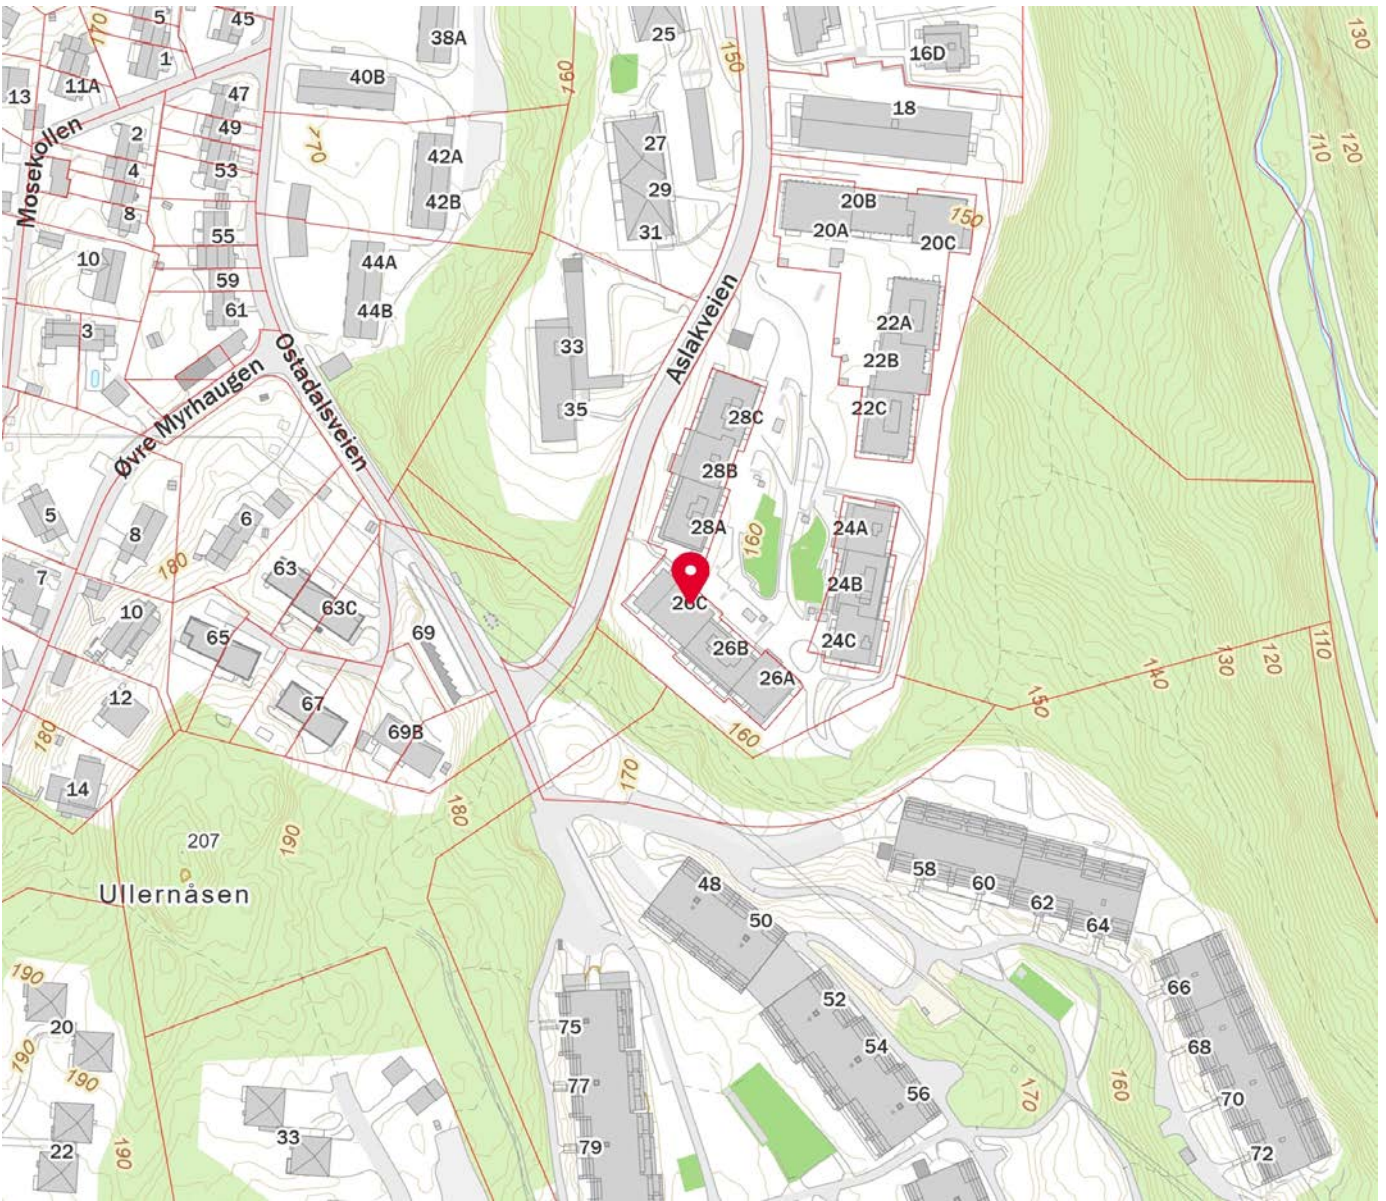 170
5
45
1
11A
13
Mosekollen
2
4
8
10
3
47
49
53
55
59
61
40B
38A
170
42A
42B
44A
44B
160
25
27
29
31
33
35
150
Aslakveien
16D
18
20B
20A
20C
150
22A
22B
22C
130
120
110
Øvre Myrhaugen
Ostadalsveien
5
7
8
6
180
10
12
14
180
63
63C
65
67
69
69B
28C
28B
28A
160
24A
24B
24C
26C
26B
26A
160
170
180
190
150
140
130
120
110
207
Ullernåsen
48
50
52
54
56
58
60
62
64
66
68
70
72
170
160
75
77
79
190
20
190
190
22
190
33